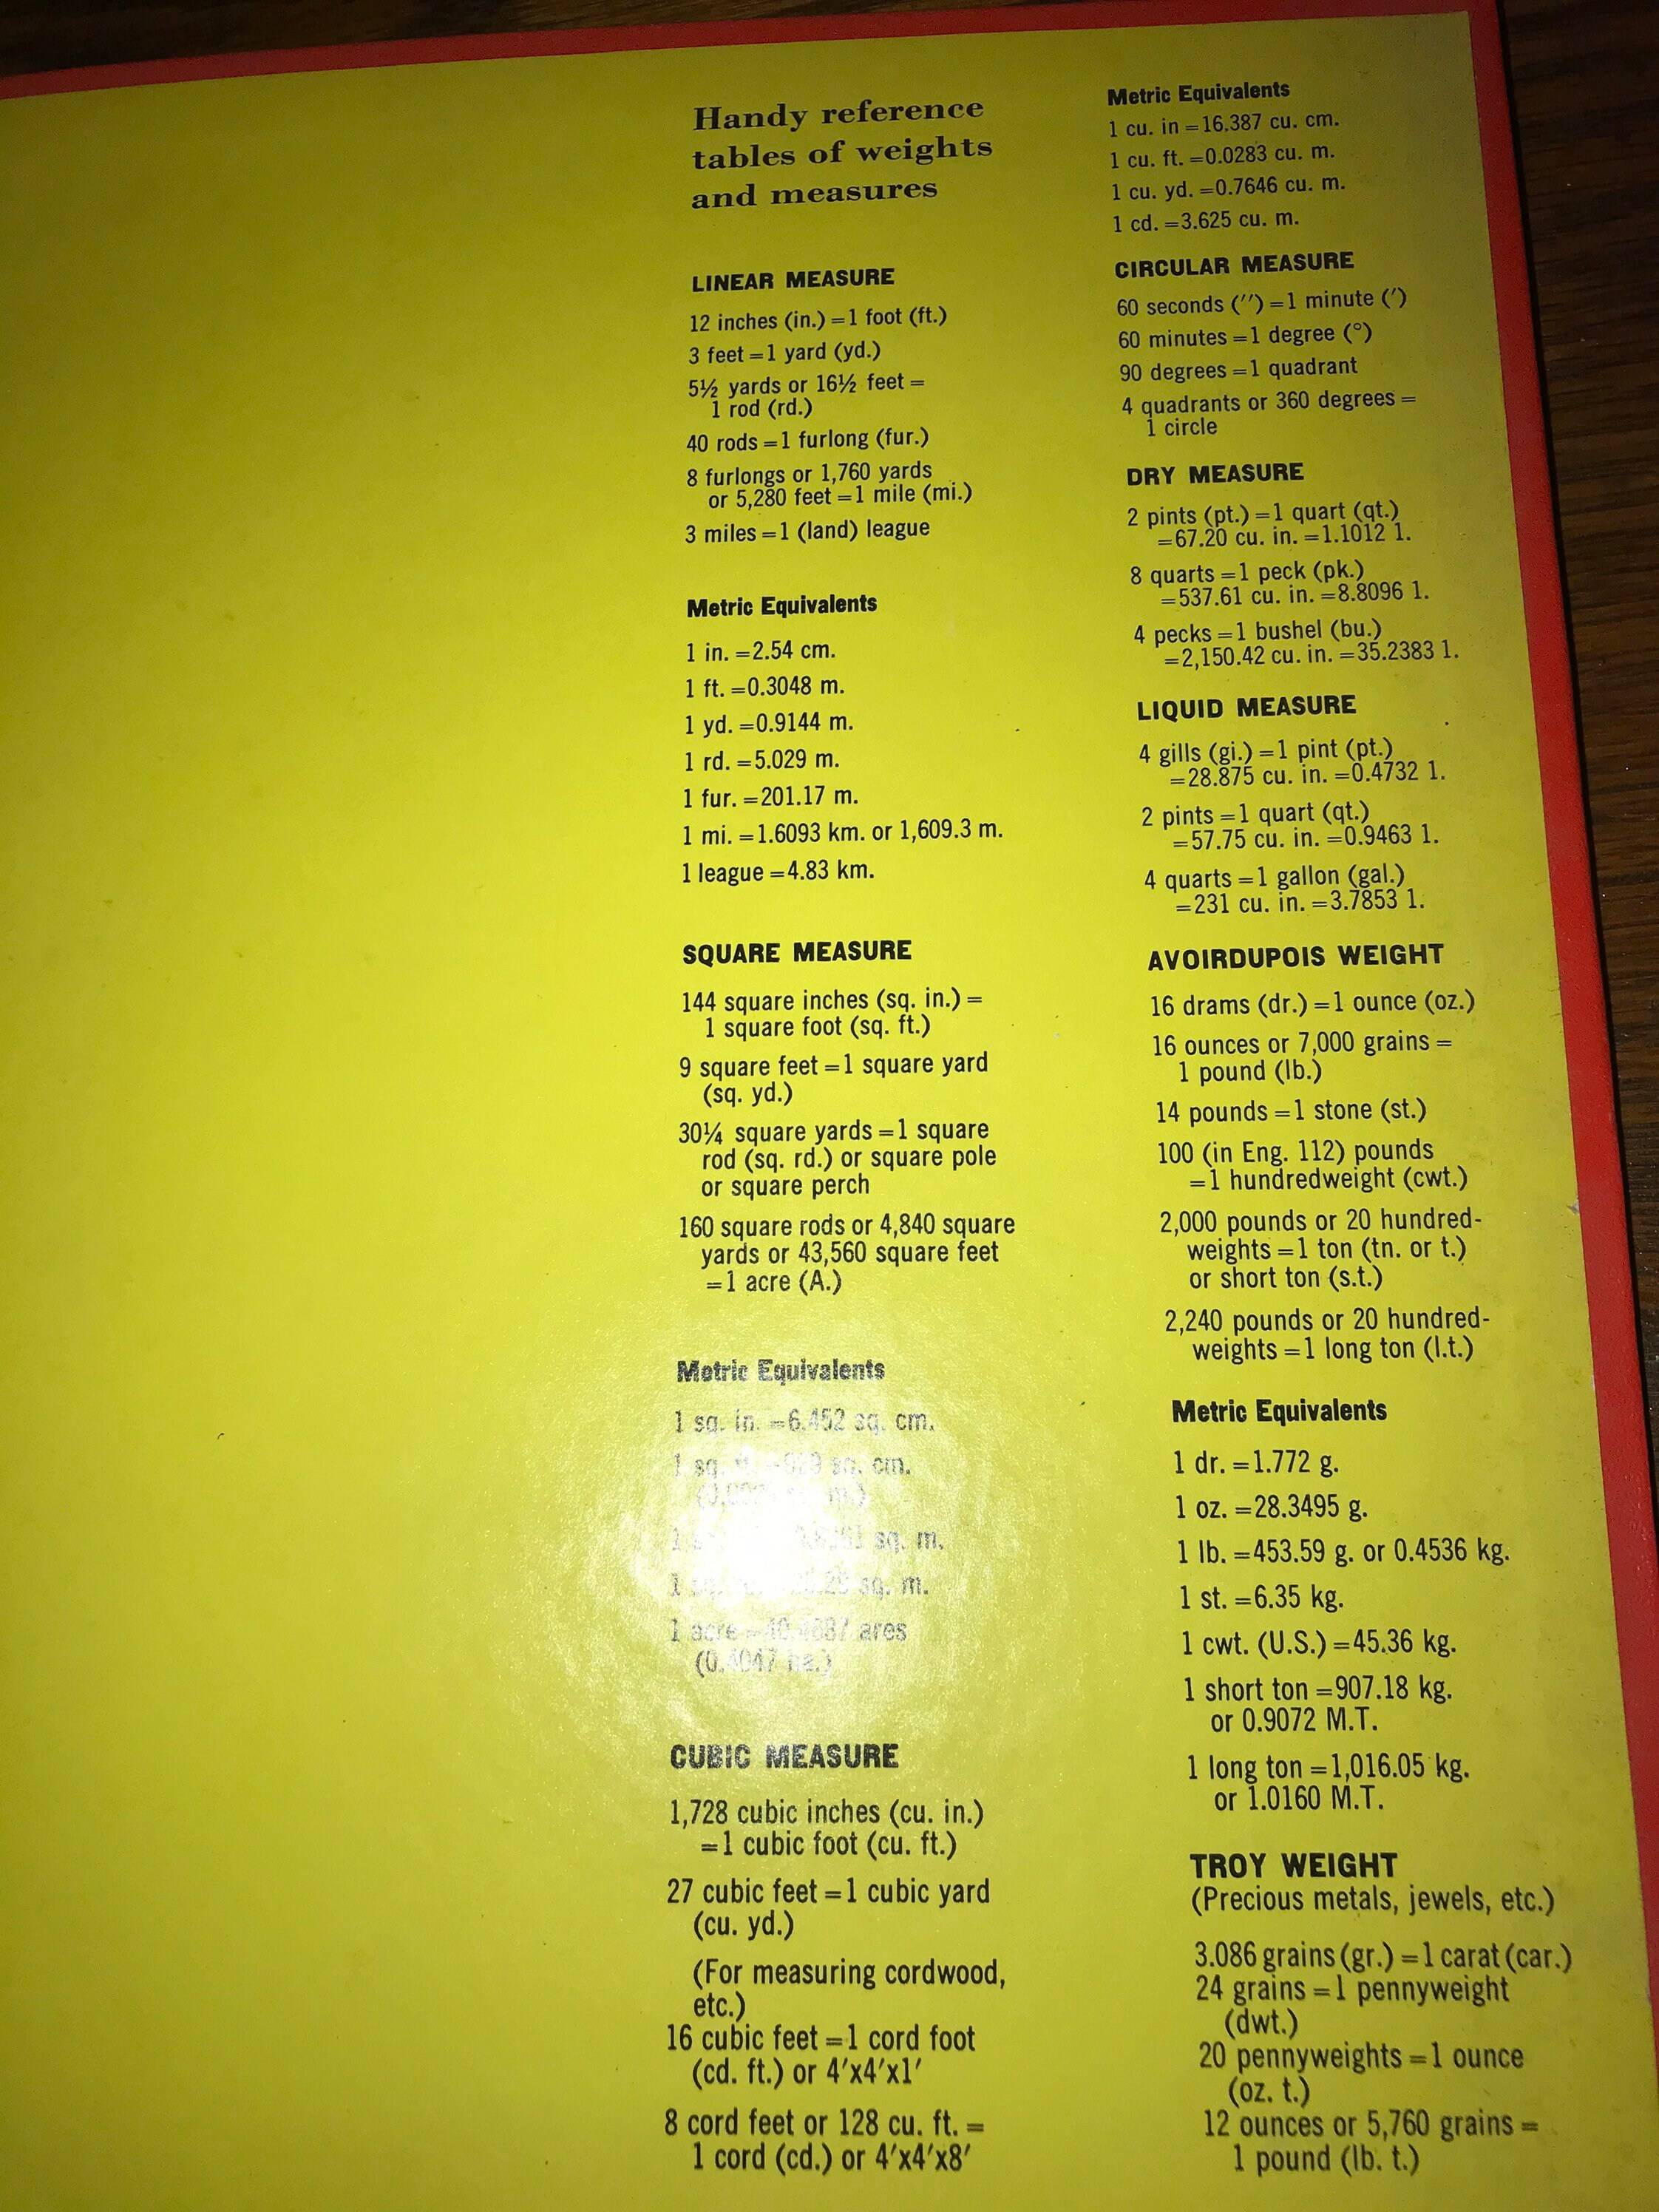 Handy reference
tables of weights
and measures
LINEAR MEASURE
12 inches (in.) = 1 foot (ft.)
3 feet = 1 yard (yd.)
5½ yards or 16½ feet =
1 rod (rd.)
40 rods = 1 furlong (fur.)
8 furlongs or 1,760 yards
or 5,280 feet = 1 mile (mi.)
3 miles = 1 (land) league
Metric Equivalents
1 in. = 2.54 cm.
1 ft. = 0.3048 m.
1 yd. = 0.9144 m.
1 rd. = 5.029 m.
1 fur. = 201.17 m.
1 mi. = 1.6093 km. or 1,609.3 m.
1 league = 4.83 km.
SQUARE MEASURE
144 square inches (sq. in.) =
1 square foot (sq. ft.)
9 square feet = 1 square yard
(sq. yd.)
30¼ square yards = 1 square
rod (sq. rd.) or square pole
or square perch
160 square rods or 4,840 square
yards or 43,560 square feet
= 1 acre (A.)
Metric Equivalents
1 sq. in. = 6.452 sq. cm.
1 sq. = 929 sq. cm.
1 sq. m.
1 sq. m.
1 acre = 40.4687 ares
(0.4047 ha.)
CUBIC MEASURE
1,728 cubic inches (cu. in.)
= 1 cubic foot (cu. ft.)
27 cubic feet = 1 cubic yard
(cu. yd.)
(For measuring cordwood,
etc.)
16 cubic feet = 1 cord foot
(cd. ft.) or 4'x4'x1'
8 cord feet or 128 cu. ft. =
1 cord (cd.) or 4'x4'x8'
Metric Equivalents
1 cu. in = 16.387 cu. cm.
1 cu. ft. = 0.0283 cu. m.
1 cu. yd. = 0.7646 cu. m.
1 cd. = 3.625 cu. m.
CIRCULAR MEASURE
60 seconds ('') = 1 minute (')
60 minutes = 1 degree (°)
90 degrees = 1 quadrant
4 quadrants or 360 degrees =
1 circle
DRY MEASURE
2 pints (pt.) = 1 quart (qt.)
= 67.20 cu. in. = 1.1012 l.
8 quarts = 1 peck (pk.)
= 537.61 cu. in. = 8.8096 l.
4 pecks = 1 bushel (bu.)
= 2,150.42 cu. in. = 35.2383 l.
LIQUID MEASURE
4 gills (gi.) = 1 pint (pt.)
= 28.875 cu. in. = 0.4732 l.
2 pints = 1 quart (qt.)
= 57.75 cu. in. = 0.9463 l.
4 quarts = 1 gallon (gal.)
= 231 cu. in. = 3.7853 l.
AVOIRDUPOIS WEIGHT
16 drams (dr.) = 1 ounce (oz.)
16 ounces or 7,000 grains =
1 pound (lb.)
14 pounds = 1 stone (st.)
100 (in Eng. 112) pounds
= 1 hundredweight (cwt.)
2,000 pounds or 20 hundred-
weights = 1 ton (tn. or t.)
or short ton (s.t.)
2,240 pounds or 20 hundred-
weights = 1 long ton (l.t.)
Metric Equivalents
1 dr. = 1.772 g.
1 oz. = 28.3495 g.
1 lb. = 453.59 g. or 0.4536 kg.
1 st. = 6.35 kg.
1 cwt. (U.S.) = 45.36 kg.
1 short ton = 907.18 kg.
or 0.9072 M.T.
1 long ton = 1,016.05 kg.
or 1.0160 M.T.
TROY WEIGHT
(Precious metals, jewels, etc.)
3.086 grains (gr.) = 1 carat (car.)
24 grains = 1 pennyweight
(dwt.)
20 pennyweights = 1 ounce
(oz. t.)
12 ounces or 5,760 grains =
1 pound (lb. t.)